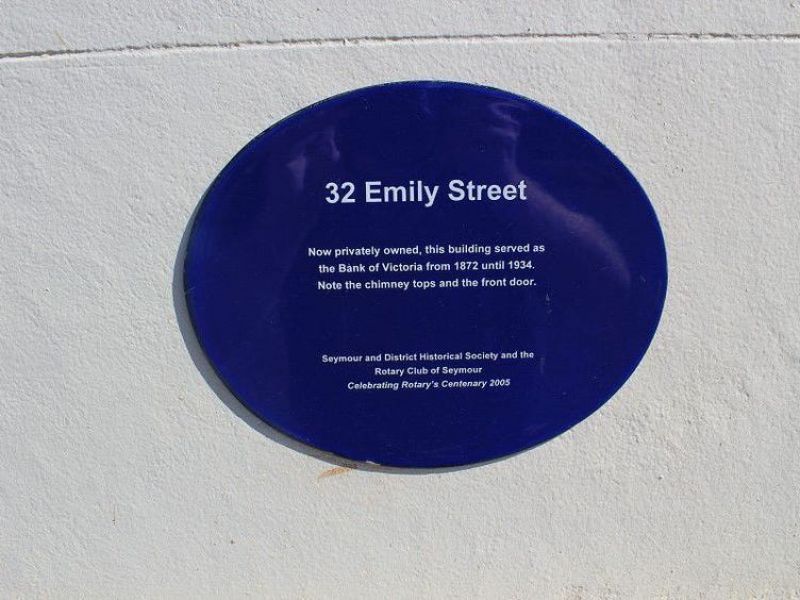 32 Emily Street
Now privately owned, this building served as
the Bank of Victoria from 1872 until 1934.
Note the chimney tops and the front door.
Seymour and District Historical Society and the
Rotary Club of Seymour
Celebrating Rotary's Centenary 2005